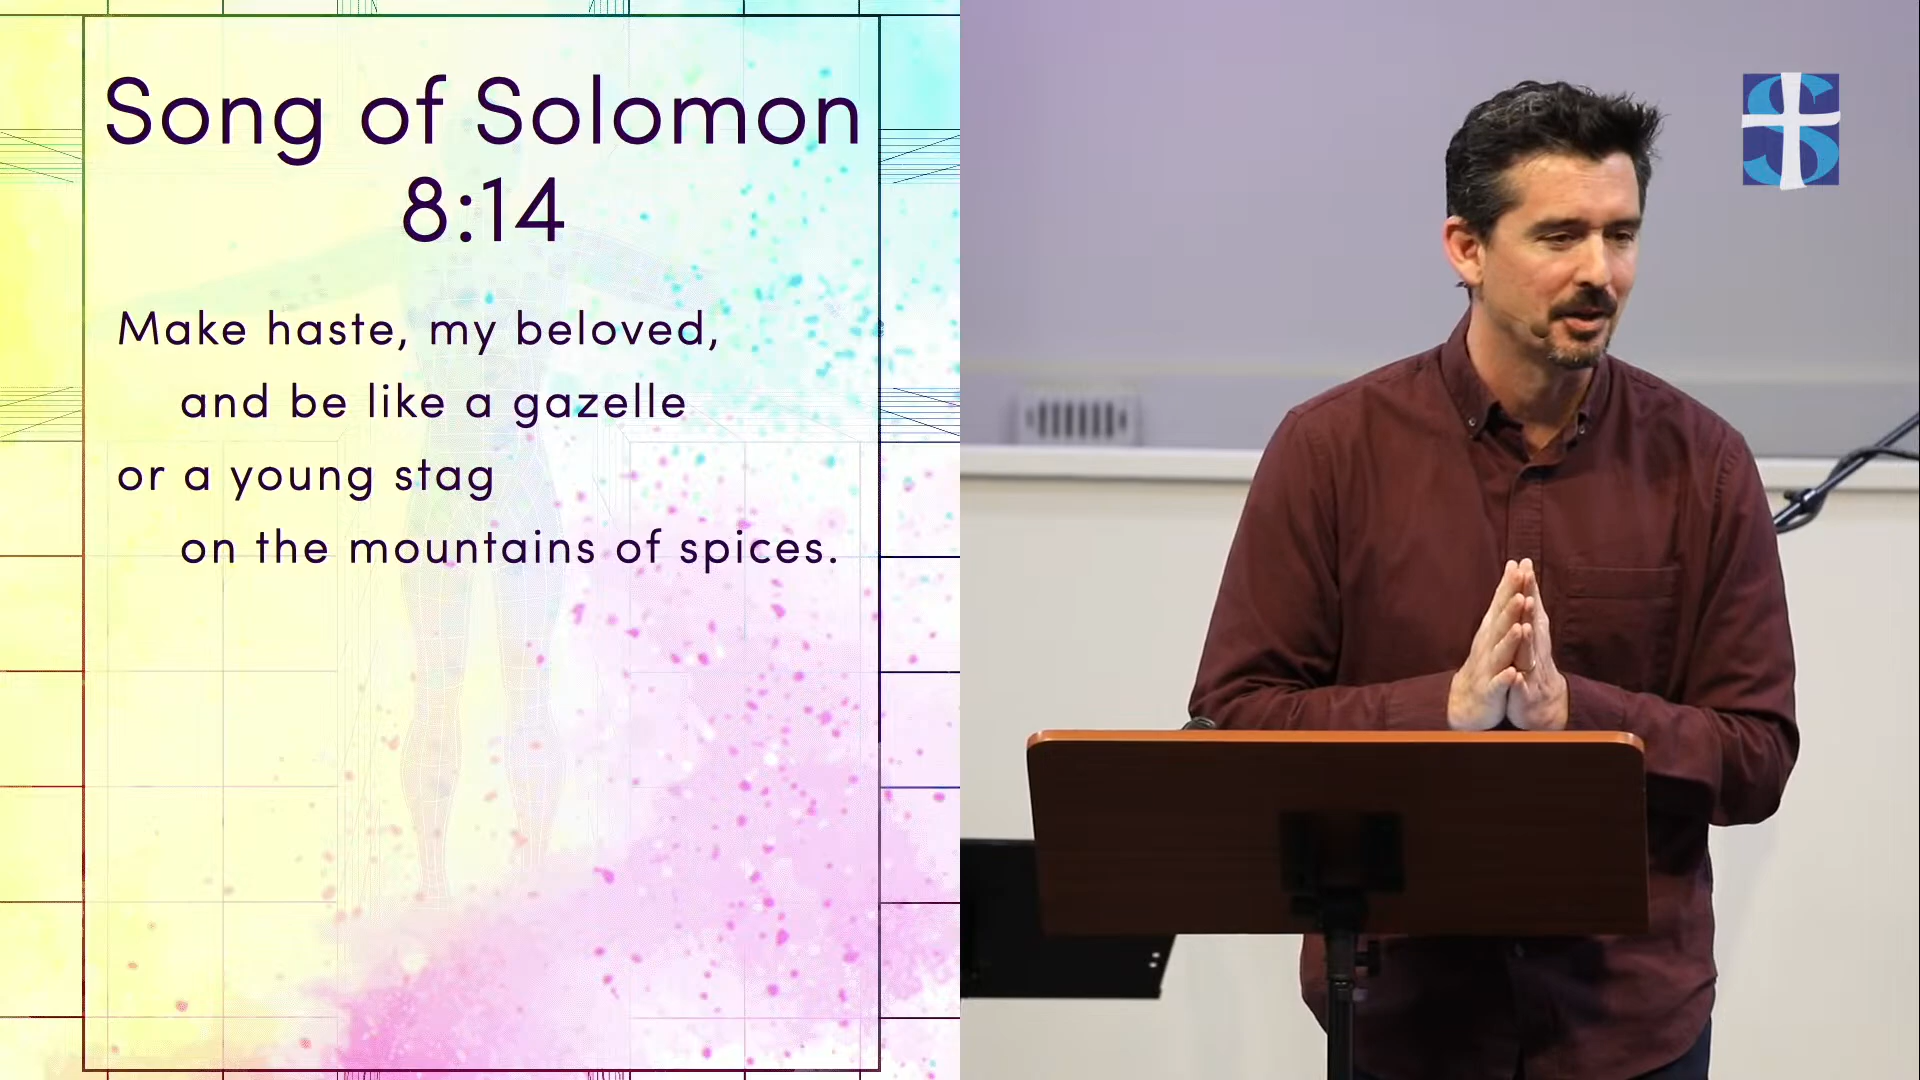 Song of Solomon
8:14
Make haste, my beloved,
and be like a gazelle
or a young stag
on the mountains of spices.
S